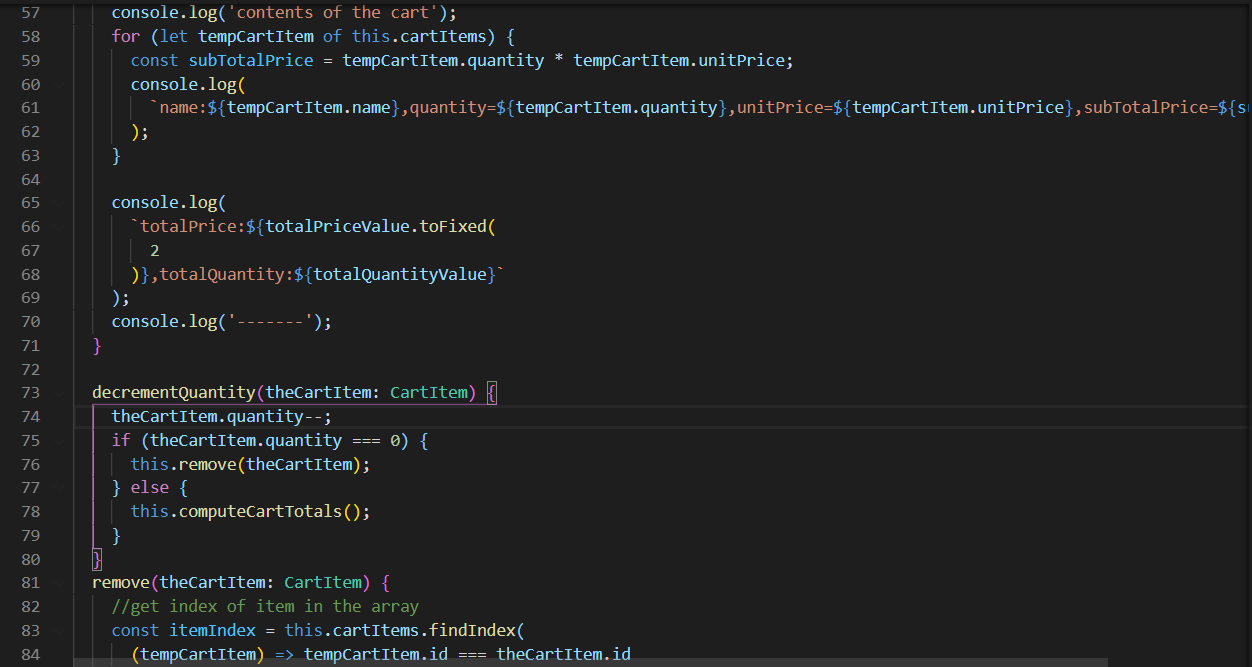 57 console.log('contents of the cart');
58 for (let tempCartItem of this.cartItems) {
59 const subTotalPrice = tempCartItem.quantity * tempCartItem.unitPrice;
60 console.log(
61 `name:${tempCartItem.name},quantity=${tempCartItem.quantity},unitPrice=${tempCartItem.unitPrice},subTotalPrice=${s
62 );
63 }
64
65 console.log(
66 `totalPrice:${totalPriceValue.toFixed(
67 2
68 )},totalQuantity:${totalQuantityValue}`
69 );
70 console.log('-------');
71 }
72
73 decrementQuantity(theCartItem: CartItem) {
74 theCartItem.quantity--;
75 if (theCartItem.quantity === 0) {
76 this.remove(theCartItem);
77 } else {
78 this.computeCartTotals();
79 }
80 }
81 remove(theCartItem: CartItem) {
82 //get index of item in the array
83 const itemIndex = this.cartItems.findIndex(
84 (tempCartItem) => tempCartItem.id === theCartItem.id